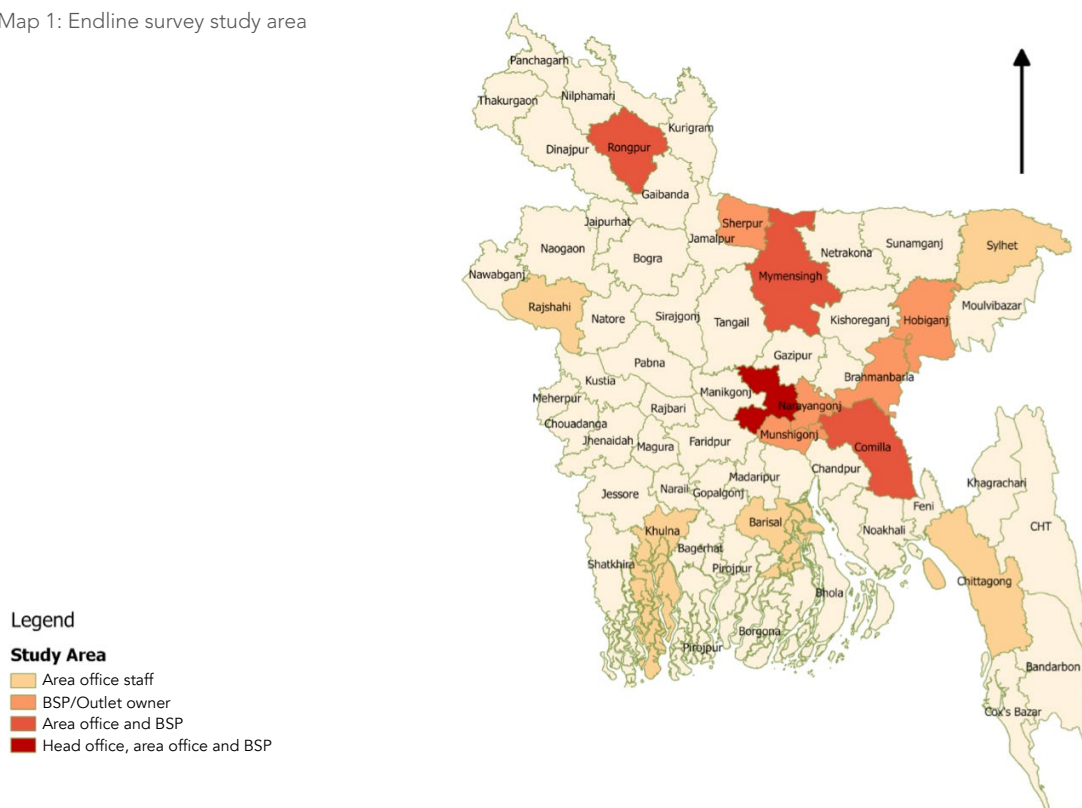 Map 1: Endline survey study area
Panchagarh
Thakurgaon
Nilphamari
Kurigram
Dinajpur
Rongpur
Gaibanda
Jaipurhat
Sherpur
Jamalpur
Naogaon
Bogra
Netrakona
Sunamganj
Sylhet
Nawabganj
Mymensingh
Rajshahi
Natore
Sirajgonj
Tangail
Kishoreganj
Hobiganj
Moulvibazar
Pabna
Gazipur
Kustia
Manikgonj
Brahmanbaria
Meherpur
Rajbari
Narayangonj
Chouadanga
Jhenaidah
Magura
Faridpur
Munshigonj
Comilla
Chandpur
Madaripur
Khagrachari
Jessore
Narail
Gopalgonj
Feni
Khulna
Barisal
Noakhali
CHT
Bagerhat
Shatkhira
Pirojpur
Chittagong
Bhola
Borgona
Pirojpur
Bandarbon
Cox's Bazar
Legend
Study Area
Area office staff
BSP/Outlet owner
Area office and BSP
Head office, area office and BSP